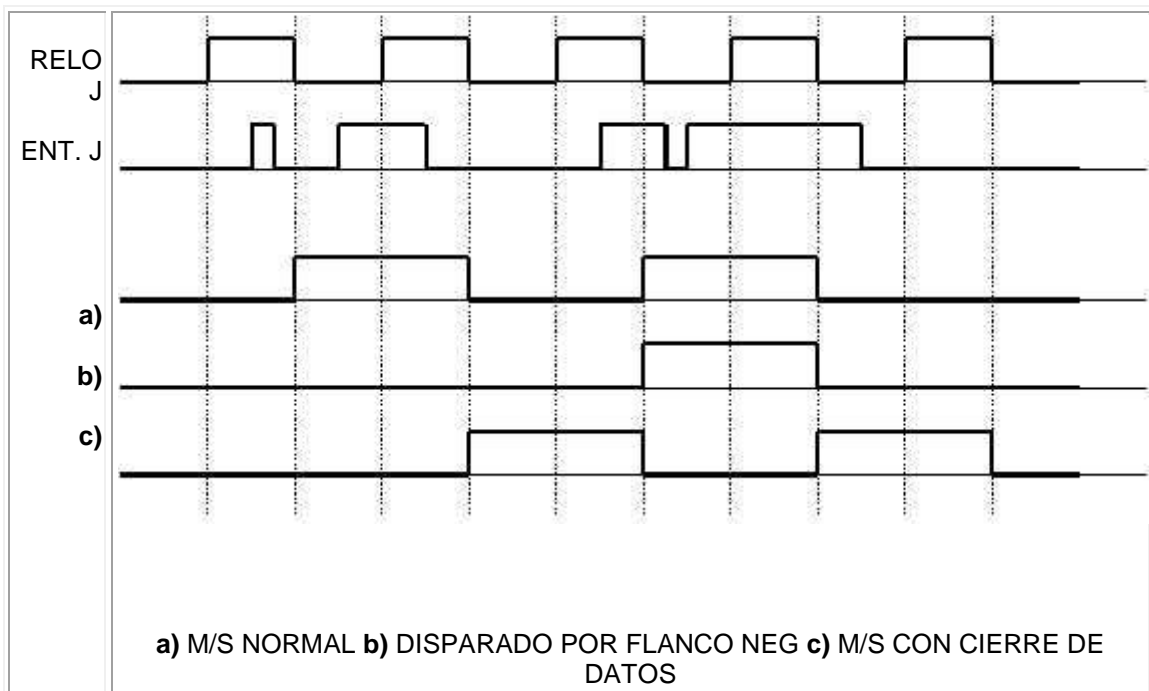 RELO
J
ENT. J
a)
b)
c)
a) M/S NORMAL b) DISPARADO POR FLANCO NEG c) M/S CON CIERRE DE
DATOS